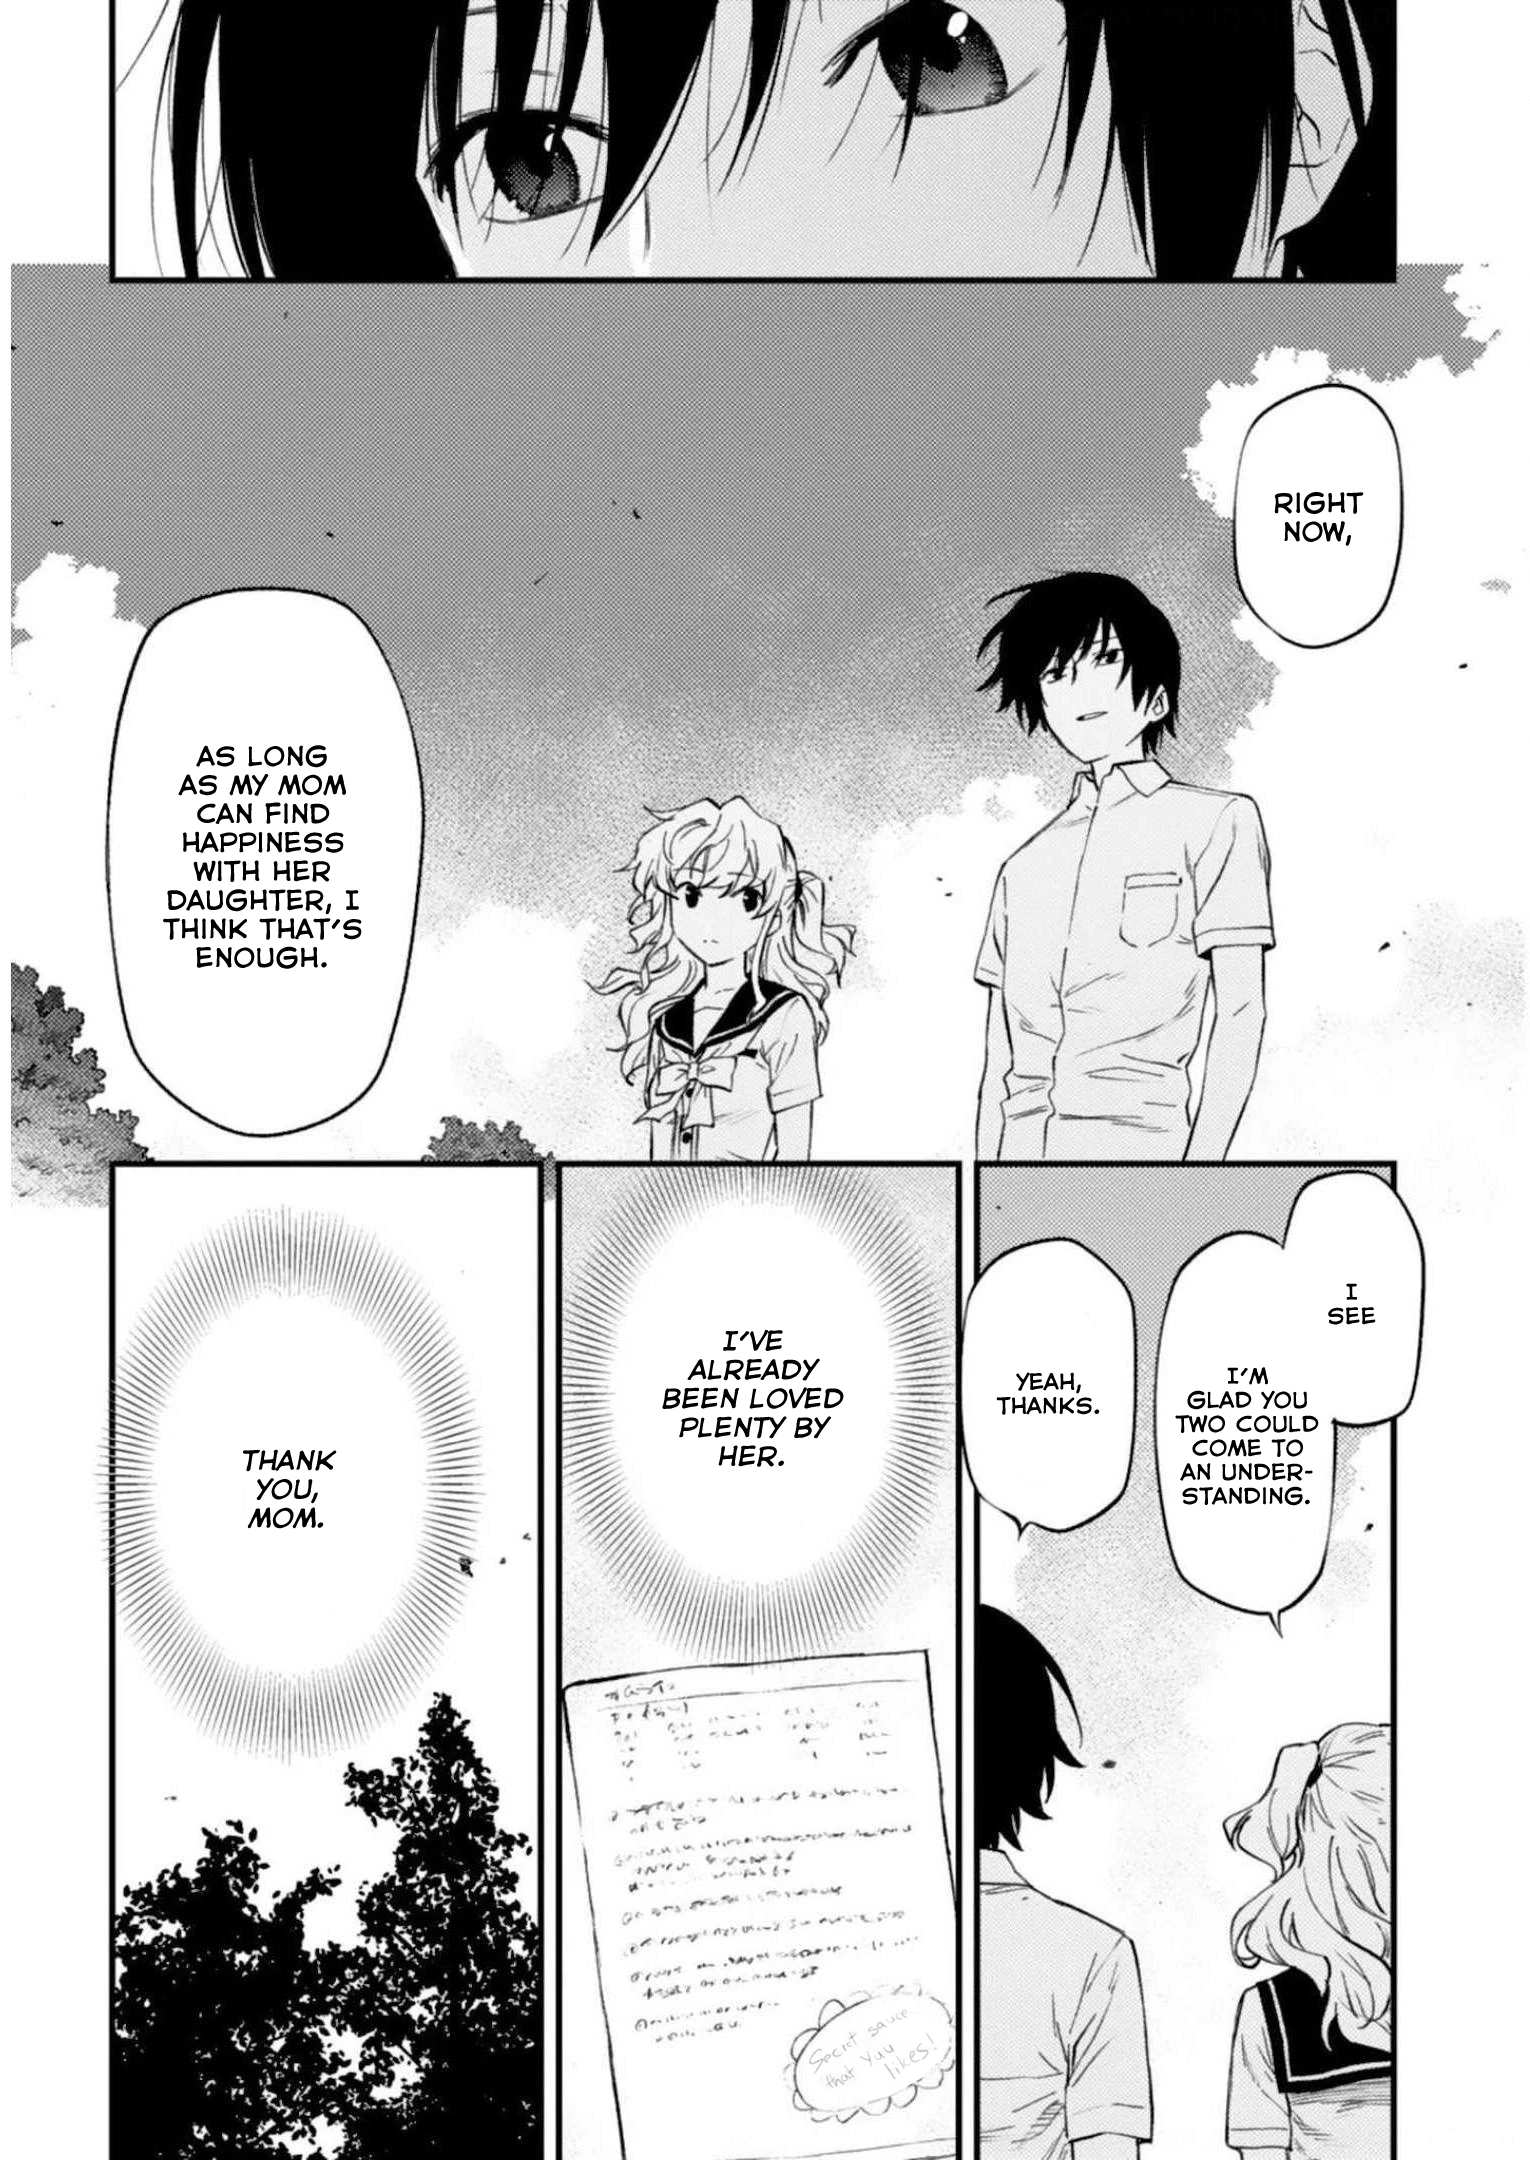 RIGHT
NOW,
AS LONG
AS MY MOM
CAN FIND
HAPPINESS
WITH HER
DAUGHTER, I
THINK THAT'S
ENOUGH.
I
SEE
I'M
GLAD YOU
TWO COULD
COME TO
AN UNDER-
STANDING.
YEAH,
THANKS.
I'VE
ALREADY
BEEN LOVED
PLENTY BY
HER.
Secret sauce
that Yuu
likes!
THANK
YOU,
MOM.